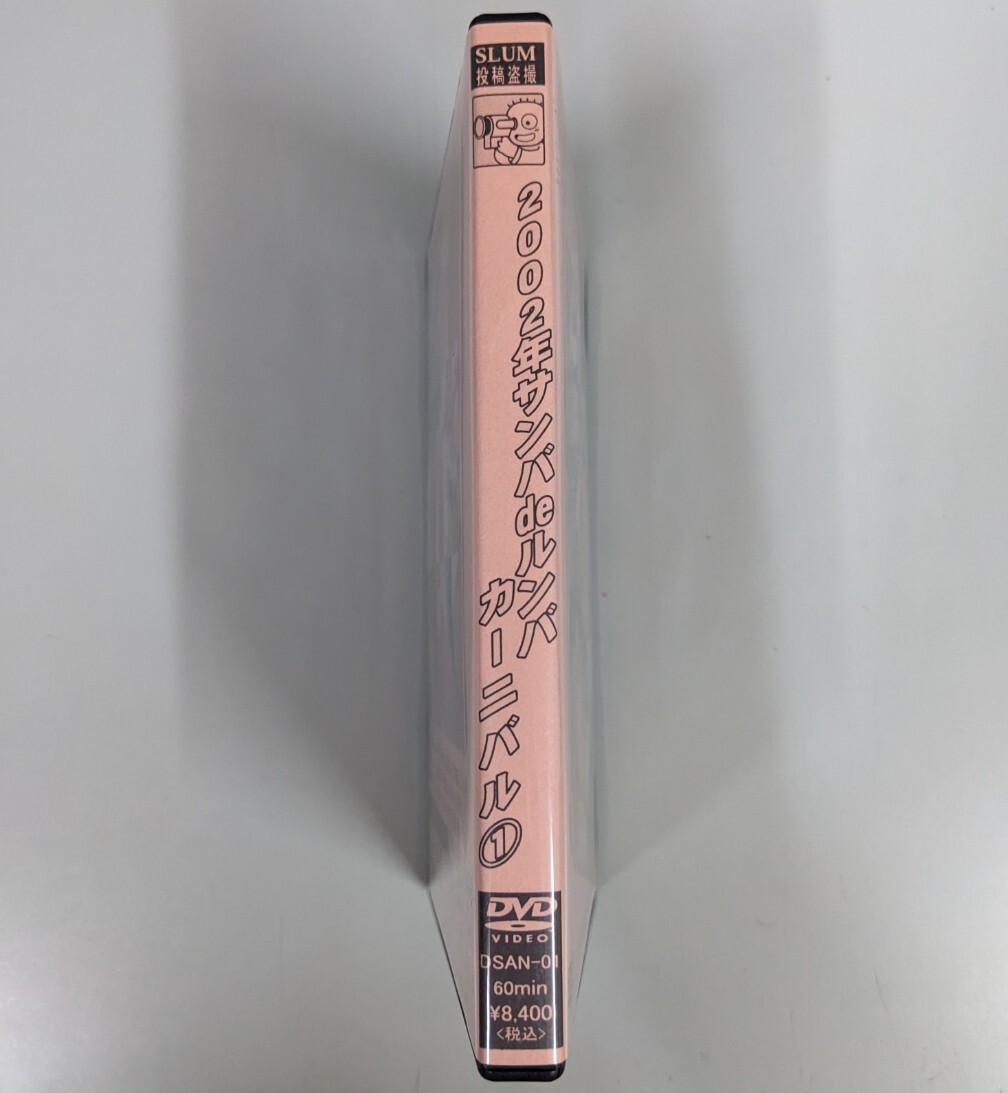 SLUM
投稿盗撮
2002年サンバdeルンバ
カーニバル①
DVD
VIDEO
DSAN-01
60min
¥8,400
<税込>